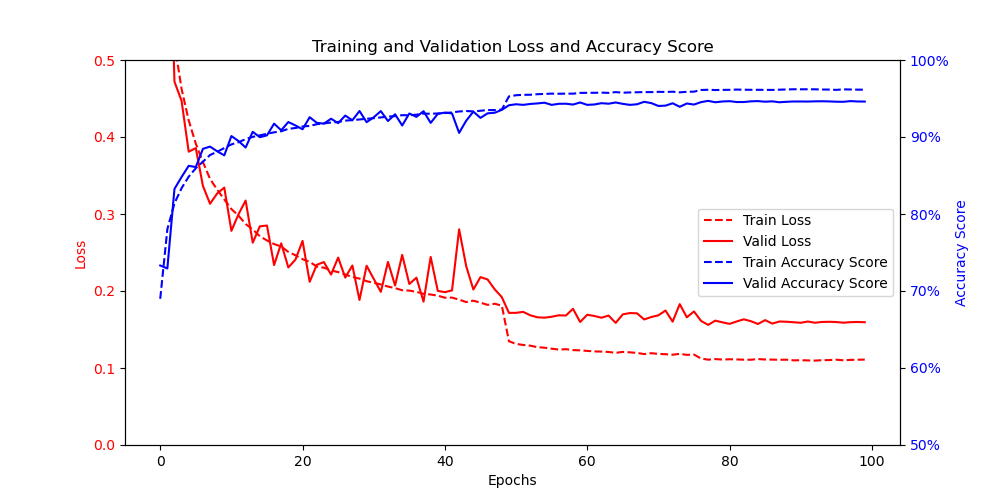 Training and Validation Loss and Accuracy Score
0.5
0.4
0.3
0.2
0.1
0.0
Loss
100%
90%
80%
70%
60%
50%
Accuracy Score
Train Loss
Valid Loss
Train Accuracy Score
Valid Accuracy Score
0 20 40 60 80 100
Epochs